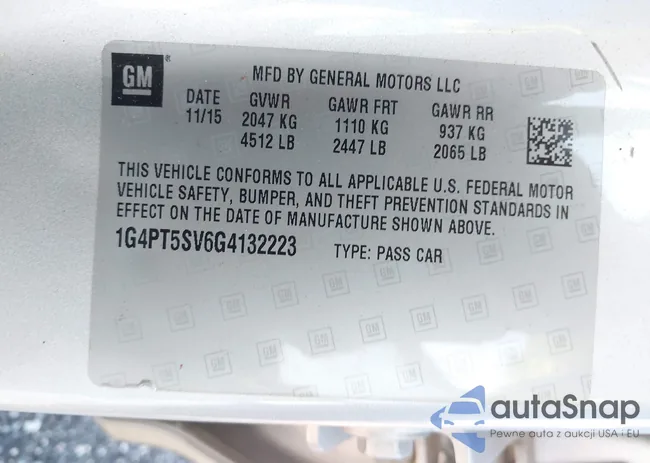 GM ®
MFD BY GENERAL MOTORS LLC
DATE GVWR GAWR FRT GAWR RR
11/15 2047 KG 1110 KG 937 KG
4512 LB 2447 LB 2065 LB
THIS VEHICLE CONFORMS TO ALL APPLICABLE U.S. FEDERAL MOTOR
VEHICLE SAFETY, BUMPER, AND THEFT PREVENTION STANDARDS IN
EFFECT ON THE DATE OF MANUFACTURE SHOWN ABOVE.
1G4PT5SV6G4132223 TYPE: PASS CAR
autaSnap
Pewne auta z aukcji USA i EU